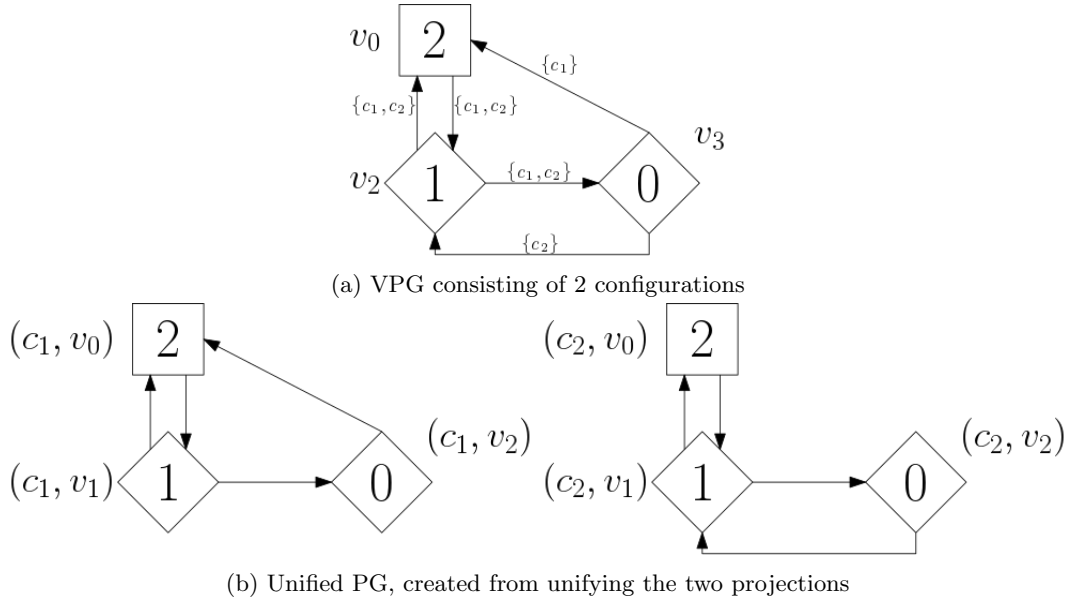 v₀ 2
{c₁}
{c₁, c₂} {c₁, c₂}
v₃
v₂ 1 {c₁, c₂} 0
{c₂}
(a) VPG consisting of 2 configurations
(c₁, v₀) 2
(c₁, v₂)
(c₁, v₁) 1 0
(c₂, v₀) 2
(c₂, v₂)
(c₂, v₁) 1 0
(b) Unified PG, created from unifying the two projections